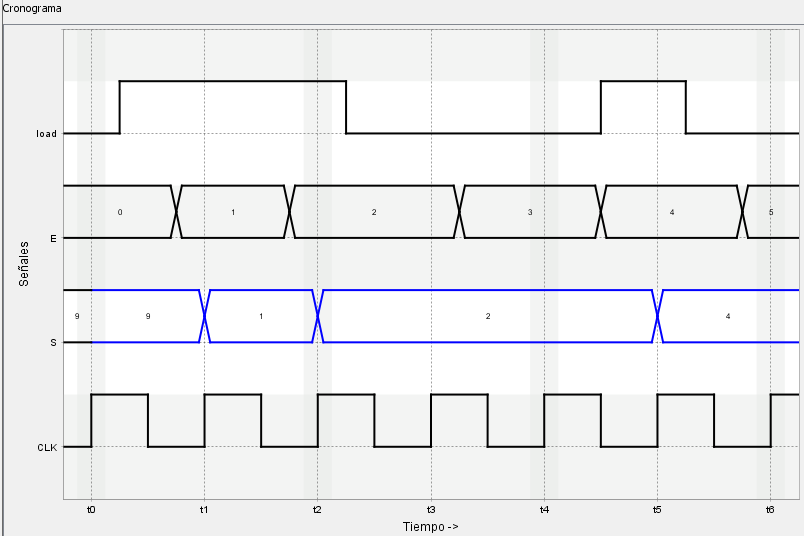 Cronograma
load
0 1 2 3 4 5
E
Señales
9 9 1 2 4
S
CLK
t0 t1 t2 t3 t4 t5 t6
Tiempo ->